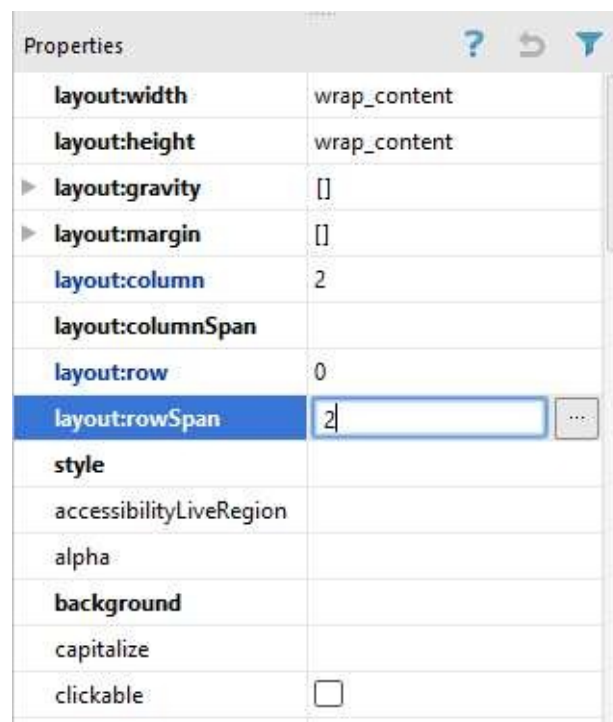 Properties ?
layout:width wrap_content
layout:height wrap_content
layout:gravity []
layout:margin []
layout:column 2
layout:columnSpan
layout:row 0
layout:rowSpan 2 ...
style
accessibilityLiveRegion
alpha
background
capitalize
clickable